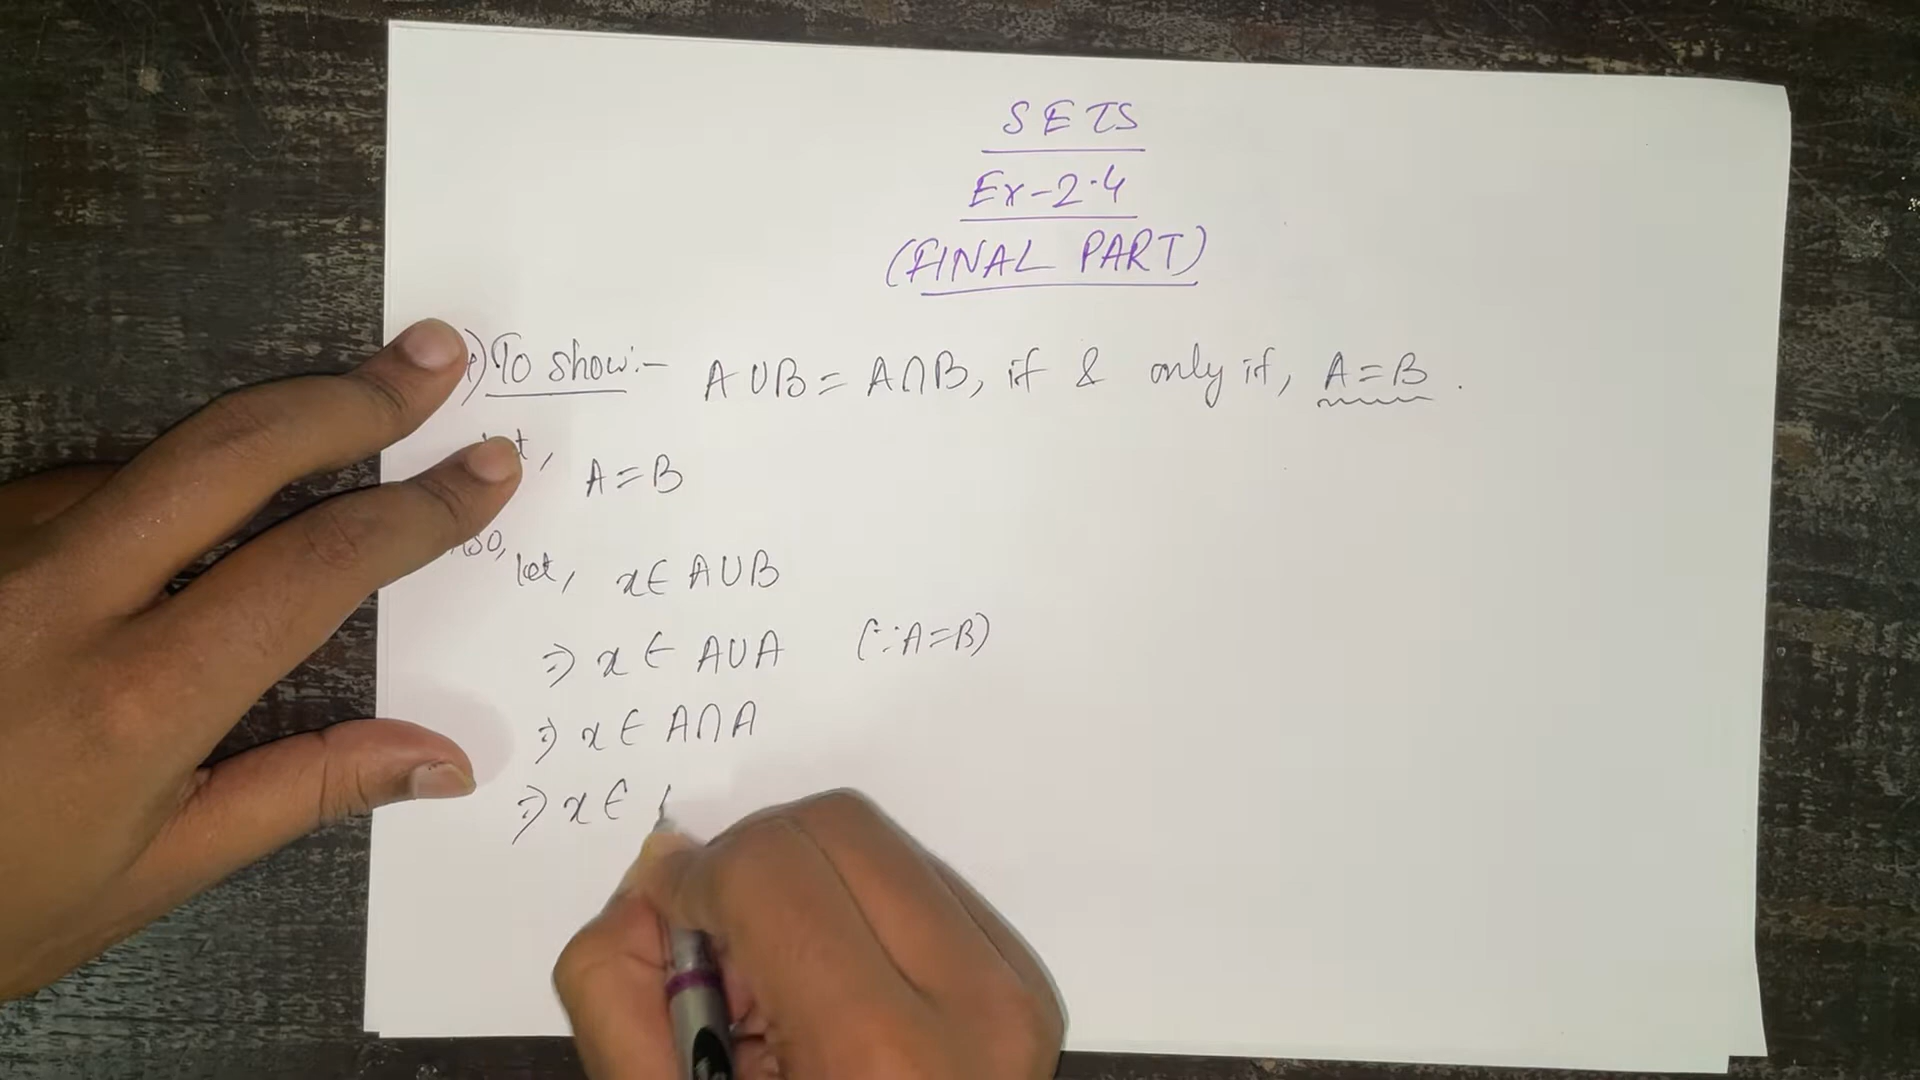 SETS
Ex-2.4
(FINAL PART)
) To show:- A∪B = A∩B, if & only if, A=B.
, A=B
let, x∈ A∪B
⇒ x ∈ A∪A (∵A=B)
⇒ x ∈ A∩A
⇒ x ∈